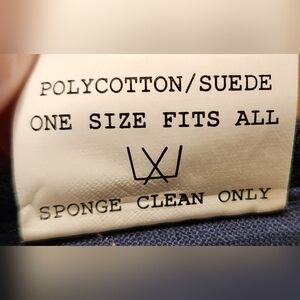 POLYCOTTON/SUEDE
ONE SIZE FITS ALL
SPONGE CLEAN ONLY